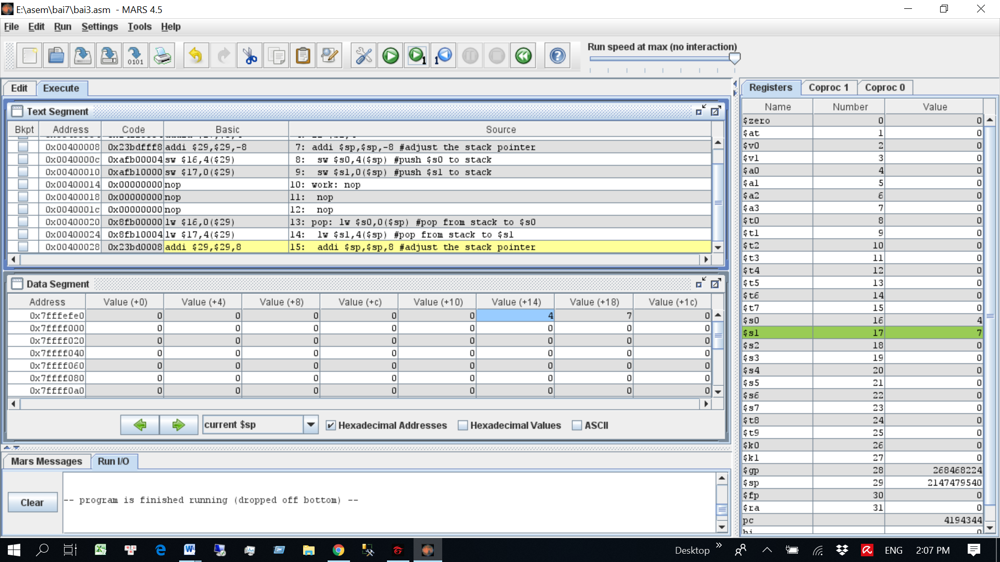 E:\asem\bai7\bai3.asm - MARS 4.5
File Edit Run Settings Tools Help
Run speed at max (no interaction)
0101
1
1
Edit Execute
Registers Coproc 1 Coproc 0
Text Segment
Bkpt Address Code Basic Source
0x00400008 0x23bdfff8 addi $29,$29,-8 7: addi $sp,$sp,-8 #adjust the stack pointer
0x0040000c 0xafb00004 sw $16,4($29) 8: sw $s0,4($sp) #push $s0 to stack
0x00400010 0xafb10000 sw $17,0($29) 9: sw $s1,0($sp) #push $s1 to stack
0x00400014 0x00000000 nop 10: work: nop
0x00400018 0x00000000 nop 11: nop
0x0040001c 0x00000000 nop 12: nop
0x00400020 0x8fb00000 lw $16,0($29) 13: pop: lw $s0,0($sp) #pop from stack to $s0
0x00400024 0x8fb10004 lw $17,4($29) 14: lw $s1,4($sp) #pop from stack to $s1
0x00400028 0x23bd0008 addi $29,$29,8 15: addi $sp,$sp,8 #adjust the stack pointer
Data Segment
Address Value (+0) Value (+4) Value (+8) Value (+c) Value (+10) Value (+14) Value (+18) Value (+1c)
0x7fffefe0 0 0 0 0 0 4 7 0
0x7ffff000 0 0 0 0 0 0 0 0
0x7ffff020 0 0 0 0 0 0 0 0
0x7ffff040 0 0 0 0 0 0 0 0
0x7ffff060 0 0 0 0 0 0 0 0
0x7ffff080 0 0 0 0 0 0 0 0
0x7ffff0a0 0 0 0 0 0 0 0 0
current $sp Hexadecimal Addresses Hexadecimal Values ASCII
Mars Messages Run I/O
Clear
-- program is finished running (dropped off bottom) --
Name Number Value
$zero 0 0
$at 1 0
$v0 2 0
$v1 3 0
$a0 4 0
$a1 5 0
$a2 6 0
$a3 7 0
$t0 8 0
$t1 9 0
$t2 10 0
$t3 11 0
$t4 12 0
$t5 13 0
$t6 14 0
$t7 15 0
$s0 16 4
$s1 17 7
$s2 18 0
$s3 19 0
$s4 20 0
$s5 21 0
$s6 22 0
$s7 23 0
$t8 24 0
$t9 25 0
$k0 26 0
$k1 27 0
$gp 28 268468224
$sp 29 2147479540
$fp 30 0
$ra 31 0
pc 4194344
hi 0
Desktop ENG 2:07 PM